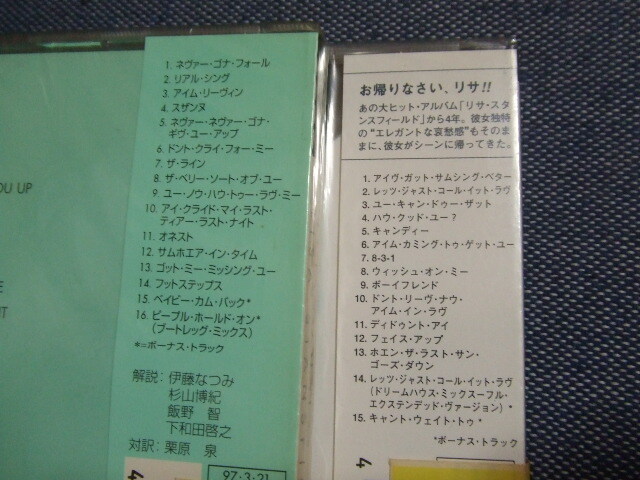 OU UP
E
T
1. ネヴァー・ゴナ・フォール
2. リアル・シング
3. アイム・リーヴィン
4. スザンヌ
5. ネヴァー・ネヴァー・ゴナ・
ギヴ・ユー・アップ
6. ドント・クライ・フォー・ミー
7. ザ・ライン
8. ザ・ベリー・ソート・オブ・ユー
9. ユー・ノウ・ハウ・トゥー・ラヴ・ミー
10. アイ・クライド・マイ・ラスト・
ティアー・ラスト・ナイト
11. オネスト
12. サムホエア・イン・タイム
13. ゴット・ミー・ミッシング・ユー
14. フットステップス
15. ベイビー・カム・バック*
16. ピープル・ホールド・オン*
(ブートレッグ・ミックス)
*=ボーナス・トラック
解説: 伊藤なつみ
杉山博紀
飯野 智
下和田啓之
対訳: 栗原 泉
4
97・3・21
お帰りなさい、リサ!!
あの大ヒット・アルバム「リサ・スタ
ンスフィールド」から4年。彼女独特
の“エレガントな哀愁感”もそのま
まに、彼女がシーンに帰ってきた。
1. アイヴ・ガット・サムシング・ベター
2. レッツ・ジャスト・コール・イット・ラヴ
3. ユー・キャン・ドゥー・ザット
4. ハウ・クッド・ユー?
5. キャンディー
6. アイム・カミング・トゥ・ゲット・ユー
7. 8-3-1
8. ウィッシュ・オン・ミー
9. ボーイフレンド
10. ドント・リーヴ・ナウ・
アイム・イン・ラヴ
11. ディドゥント・アイ
12. フェイス・アップ
13. ホエン・ザ・ラスト・サン・
ゴーズ・ダウン
14. レッツ・ジャスト・コール・イット・ラヴ
(ドリームハウス・ミックスーフル・
エクステンデッド・ヴァージョン) *
15. キャント・ウェイト・トゥ *
*ボーナス・トラック
4